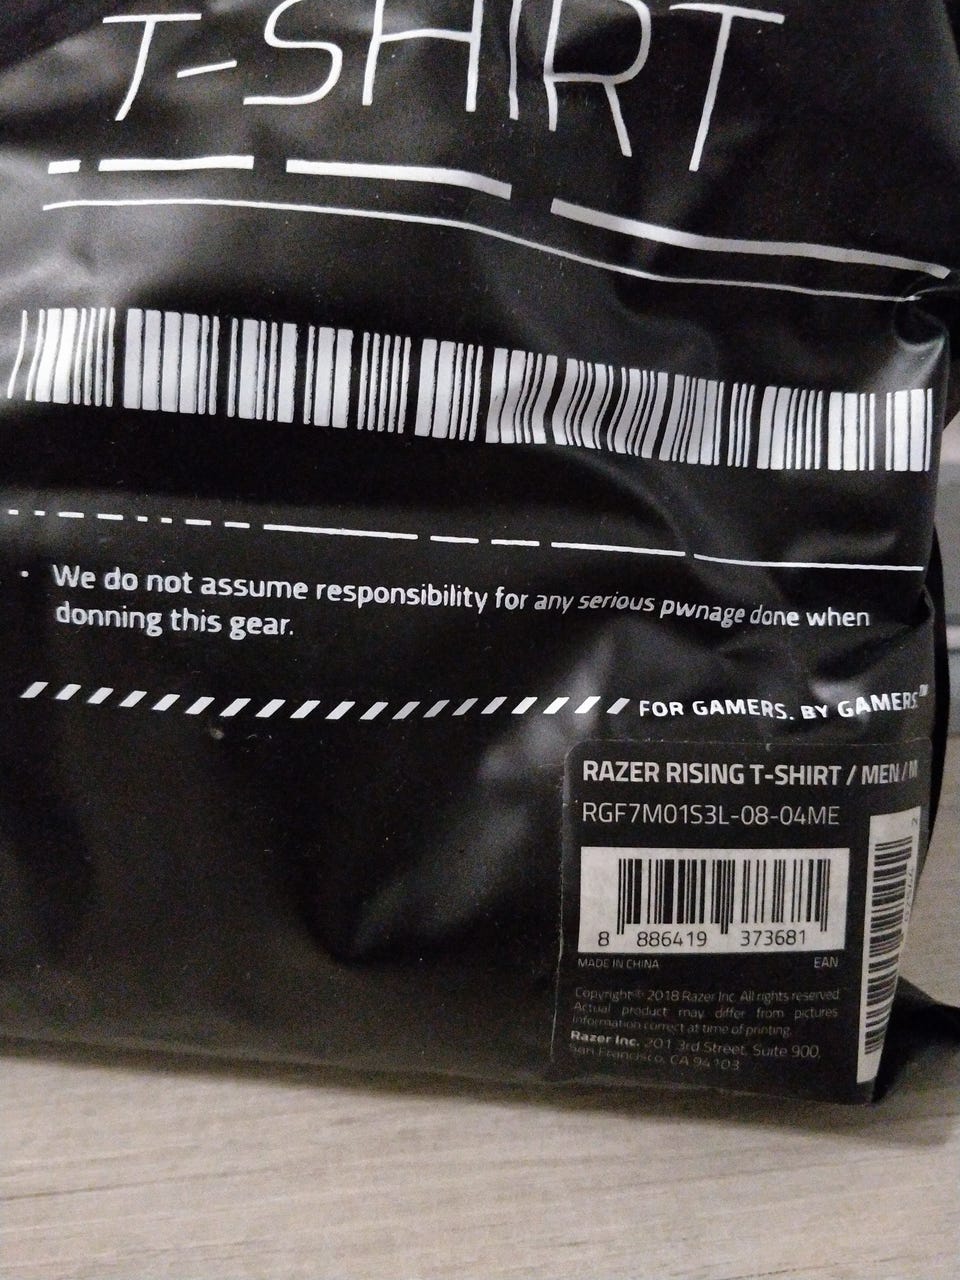 T-SHIRT
• We do not assume responsibility for any serious pwnage done when
donning this gear.
FOR GAMERS. BY GAMERS.™
RAZER RISING T-SHIRT / MEN / M
RGF7M01S3L-08-04ME
8 886419 373681
MADE IN CHINA EAN
Copyright © 2018 Razer Inc. All rights reserved
Actual product may differ from pictures
Information correct at time of printing.
Razer Inc. 201 3rd Street, Suite 900,
San Francisco, CA 94103